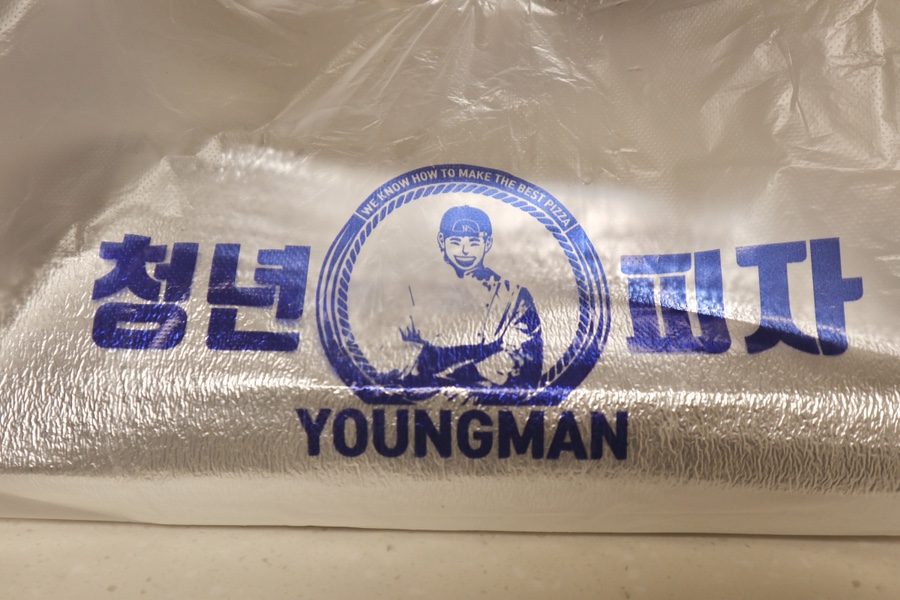 WE KNOW HOW TO MAKE THE BEST PIZZA
청년 피자
YOUNGMAN